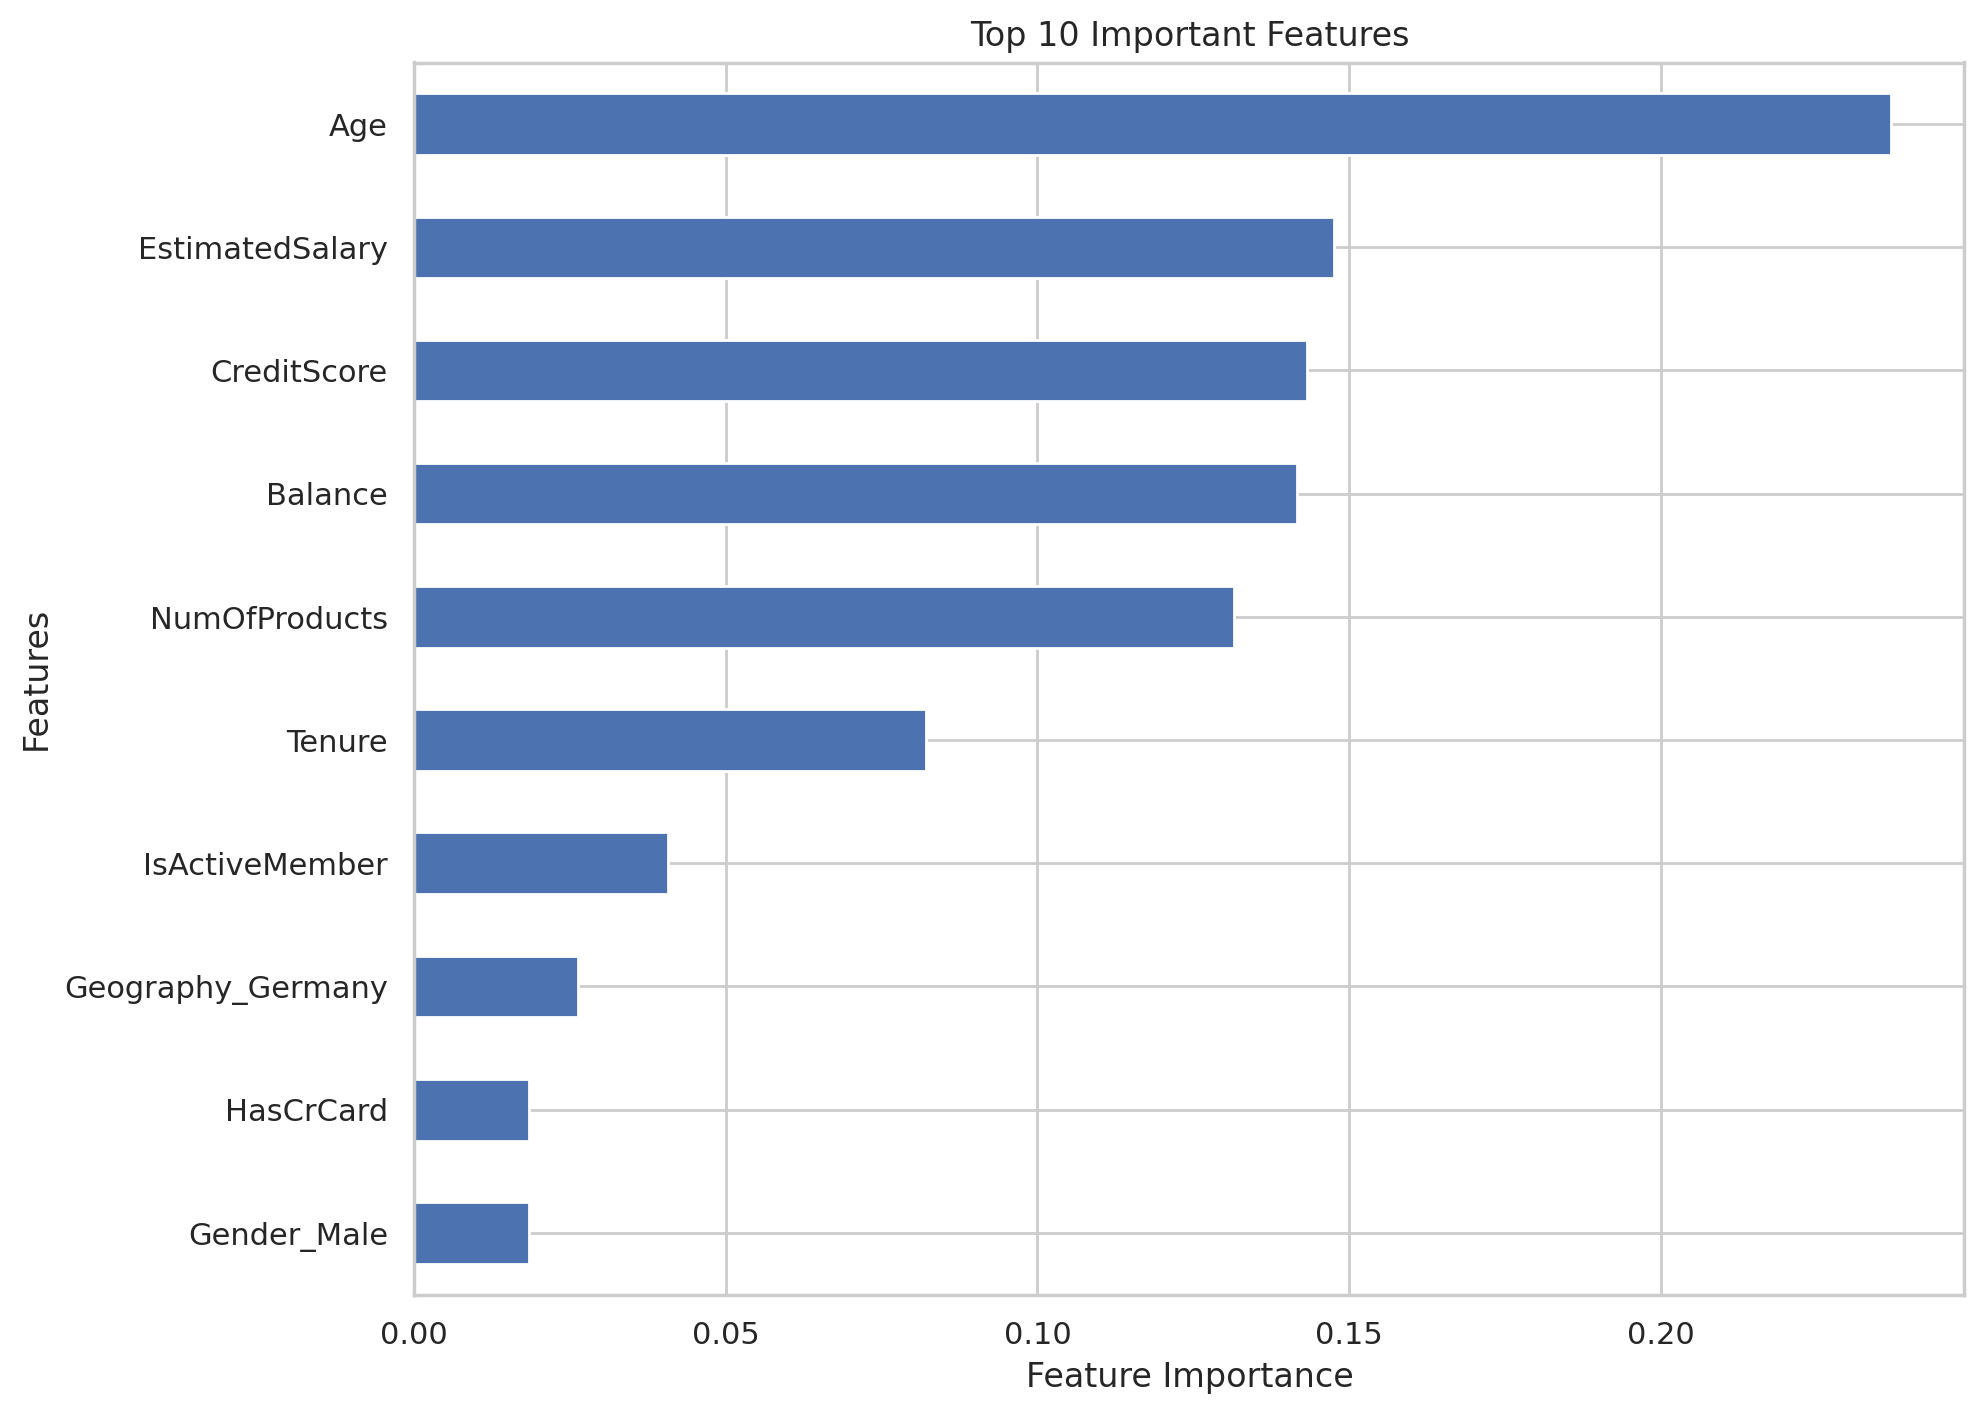 Top 10 Important Features
Age
EstimatedSalary
CreditScore
Balance
NumOfProducts
Tenure
IsActiveMember
Geography_Germany
HasCrCard
Gender_Male
Features
0.00 0.05 0.10 0.15 0.20
Feature Importance